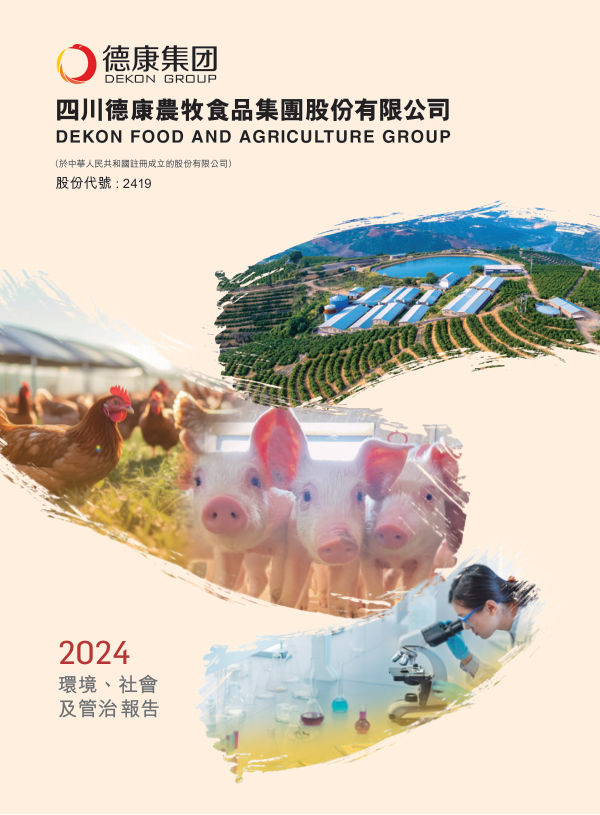 德康集团
DEKON GROUP
四川德康農牧食品集團股份有限公司
DEKON FOOD AND AGRICULTURE GROUP
(於中華人民共和國註冊成立的股份有限公司)
股份代號 : 2419
2024
環境、社會
及管治報告